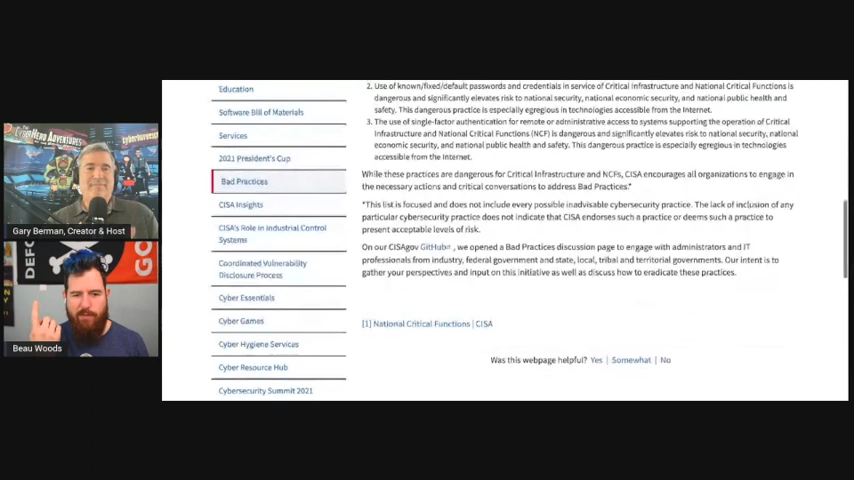 Education
Software Bill of Materials
Services
2021 President's Cup
Bad Practices
CISA Insights
CISA's Role in Industrial Control
Systems
Coordinated Vulnerability
Disclosure Process
Cyber Essentials
Cyber Games
Cyber Hygiene Services
Cyber Resource Hub
Cybersecurity Summit 2021
2. Use of known/fixed/default passwords and credentials in service of Critical Infrastructure and National Critical Functions is
dangerous and significantly elevates risk to national security, national economic security, and national public health and
safety. This dangerous practice is especially egregious in technologies accessible from the Internet.
3. The use of single-factor authentication for remote or administrative access to systems supporting the operation of Critical
Infrastructure and National Critical Functions (NCF) is dangerous and significantly elevates risk to national security, national
economic security, and national public health and safety. This dangerous practice is especially egregious in technologies
accessible from the Internet.
While these practices are dangerous for Critical Infrastructure and NCFs, CISA encourages all organizations to engage in
the necessary actions and critical conversations to address Bad Practices.*
*This list is focused and does not include every possible inadvisable cybersecurity practice. The lack of inclusion of any
particular cybersecurity practice does not indicate that CISA endorses such a practice or deems such a practice to
present acceptable levels of risk.
On our CISAgov GitHub , we opened a Bad Practices discussion page to engage with administrators and IT
professionals from industry, federal government and state, local, tribal and territorial governments. Our intent is to
gather your perspectives and input on this initiative as well as discuss how to eradicate these practices.
[1] National Critical Functions | CISA
Was this webpage helpful? Yes | Somewhat | No
Gary Berman, Creator & Host
DEFC
GO
Beau Woods